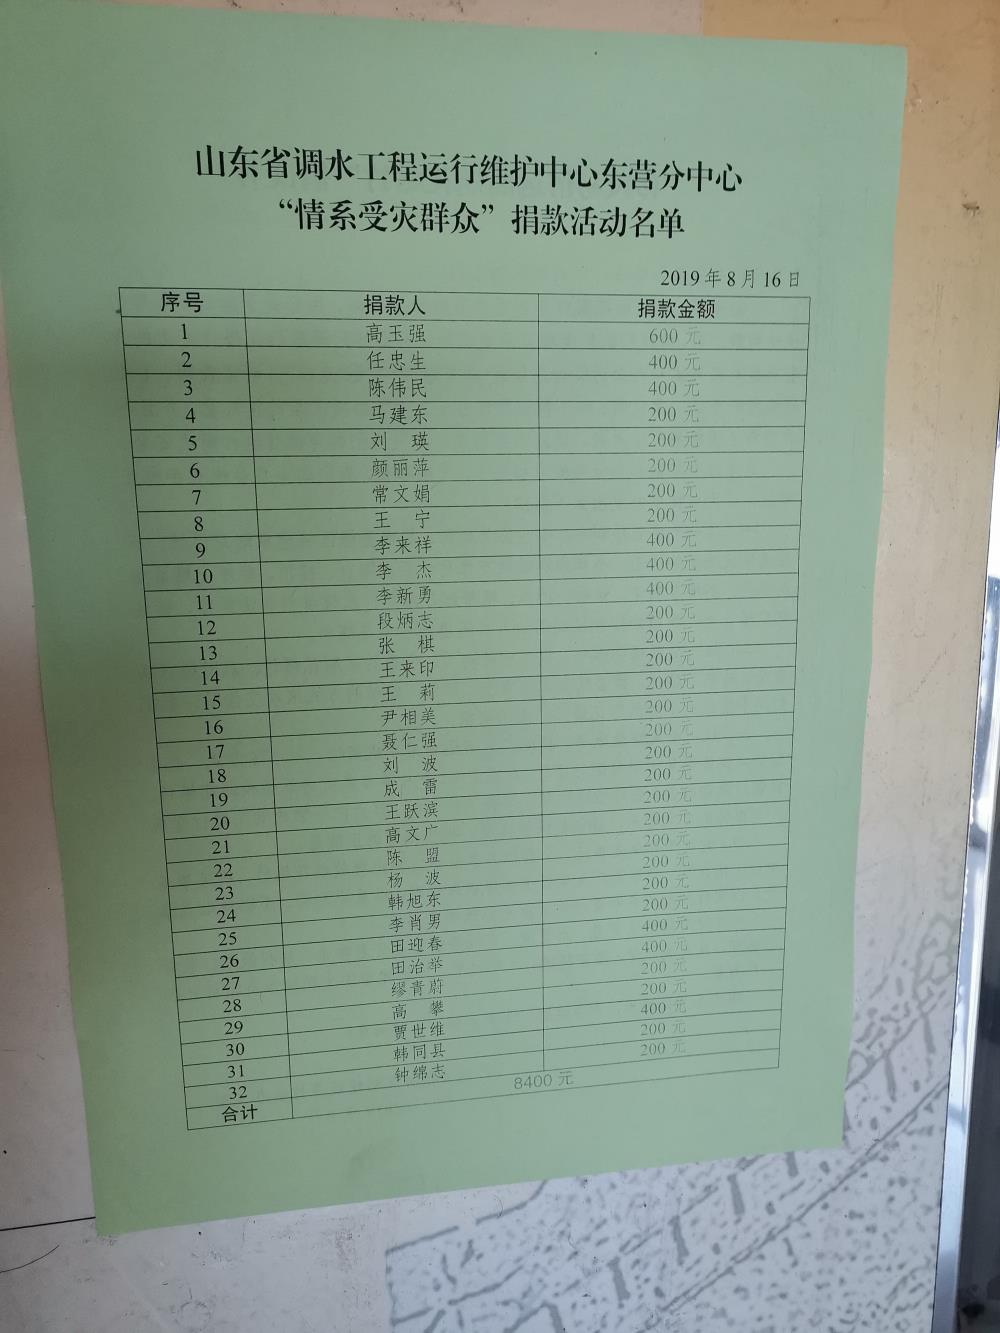 山东省调水工程运行维护中心东营分中心
“情系受灾群众”捐款活动名单
2019年8月16日
序号 捐款人 捐款金额
1 高玉强 600元
2 任忠生 400元
3 陈伟民 400元
4 马建东 200元
5 刘 瑛 200元
6 颜丽萍 200元
7 常文娟 200元
8 王 宁 200元
9 李来祥 400元
10 李 杰 400元
11 李新勇 400元
12 段炳志 200元
13 张 棋 200元
14 王来印 200元
15 王 莉 200元
16 尹相美 200元
17 聂仁强 200元
18 刘 波 200元
19 成 雷 200元
20 王跃滨 200元
21 高文广 200元
22 陈 盟 200元
23 杨 波 200元
24 韩旭东 200元
25 李肖男 200元
26 田迎春 400元
27 田治举 400元
28 缪青蔚 200元
29 高 攀 200元
30 贾世维 400元
31 韩同县 200元
32 钟绵志 200元
合计 8400元